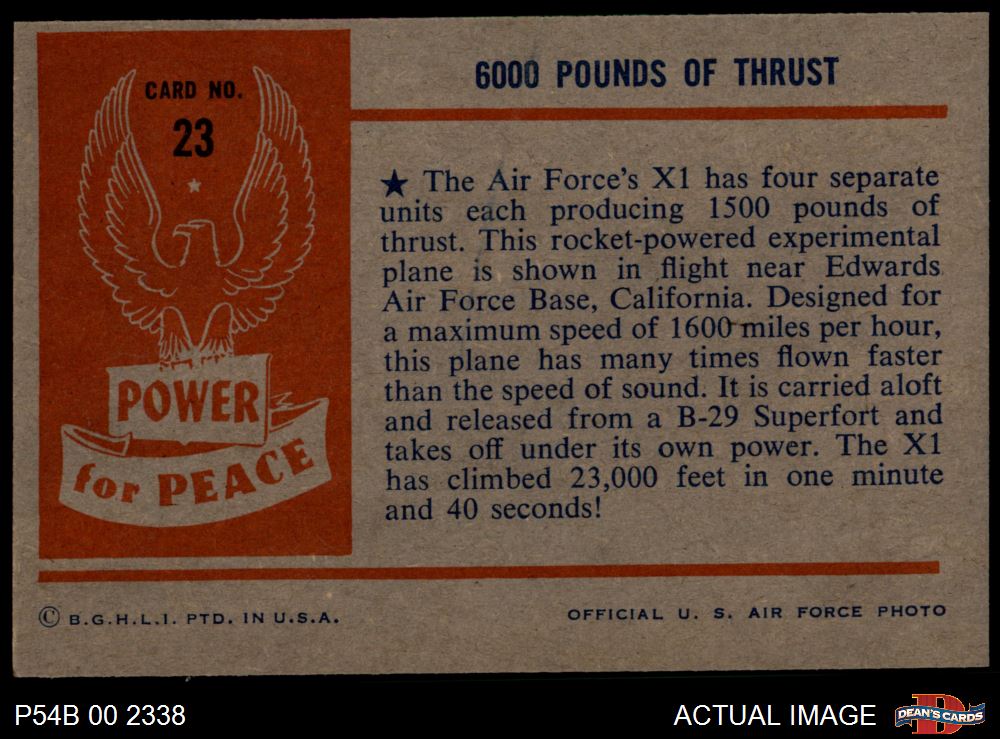 CARD NO.
23
POWER
for PEACE
6000 POUNDS OF THRUST
★ The Air Force's X1 has four separate
units each producing 1500 pounds of
thrust. This rocket-powered experimental
plane is shown in flight near Edwards
Air Force Base, California. Designed for
a maximum speed of 1600 miles per hour,
this plane has many times flown faster
than the speed of sound. It is carried aloft
and released from a B-29 Superfort and
takes off under its own power. The X1
has climbed 23,000 feet in one minute
and 40 seconds!
© B.G.H.L.I. PTD. IN U.S.A.
OFFICIAL U. S. AIR FORCE PHOTO
P54B 00 2338
ACTUAL IMAGE
D
DEAN'S CARDS